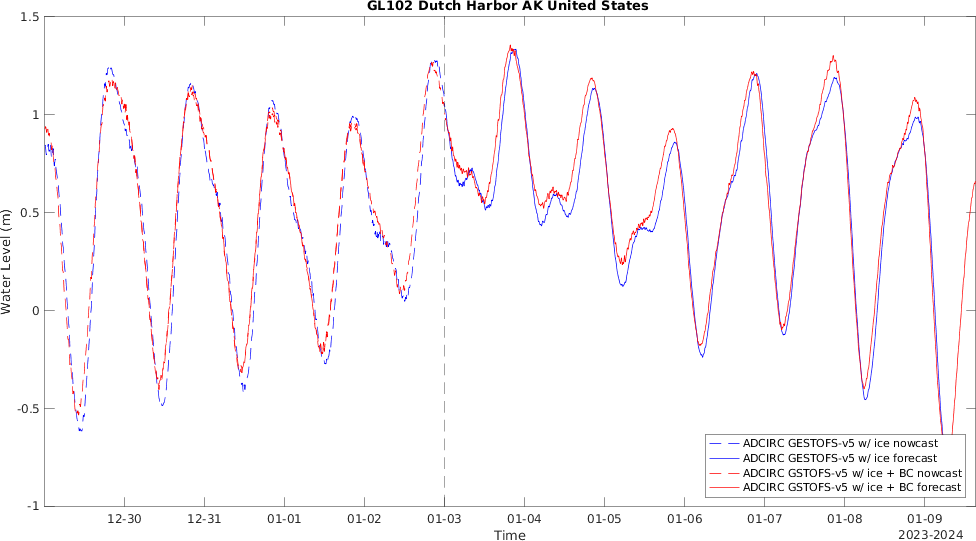 GL102 Dutch Harbor AK United States
1.5
1
0.5
0
-0.5
-1
Water Level (m)
ADCIRC GESTOFS-v5 w/ ice nowcast
ADCIRC GESTOFS-v5 w/ ice forecast
ADCIRC GSTOFS-v5 w/ ice + BC nowcast
ADCIRC GSTOFS-v5 w/ ice + BC forecast
12-30 12-31 01-01 01-02 01-03 01-04 01-05 01-06 01-07 01-08 01-09
Time
2023-2024